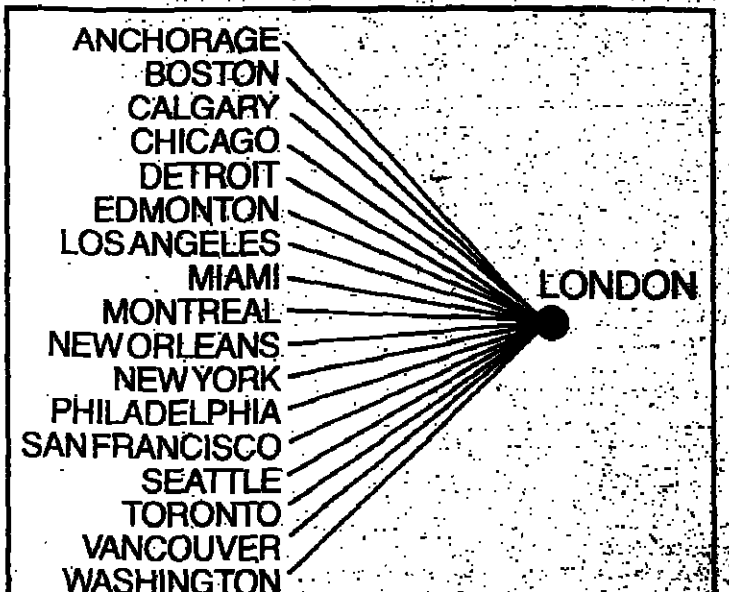 ANCHORAGE
BOSTON
CALGARY
CHICAGO
DETROIT
EDMONTON
LOS ANGELES
MIAMI
LONDON
MONTREAL
NEW ORLEANS
NEW YORK
PHILADELPHIA
SAN FRANCISCO
SEATTLE
TORONTO
VANCOUVER
WASHINGTON